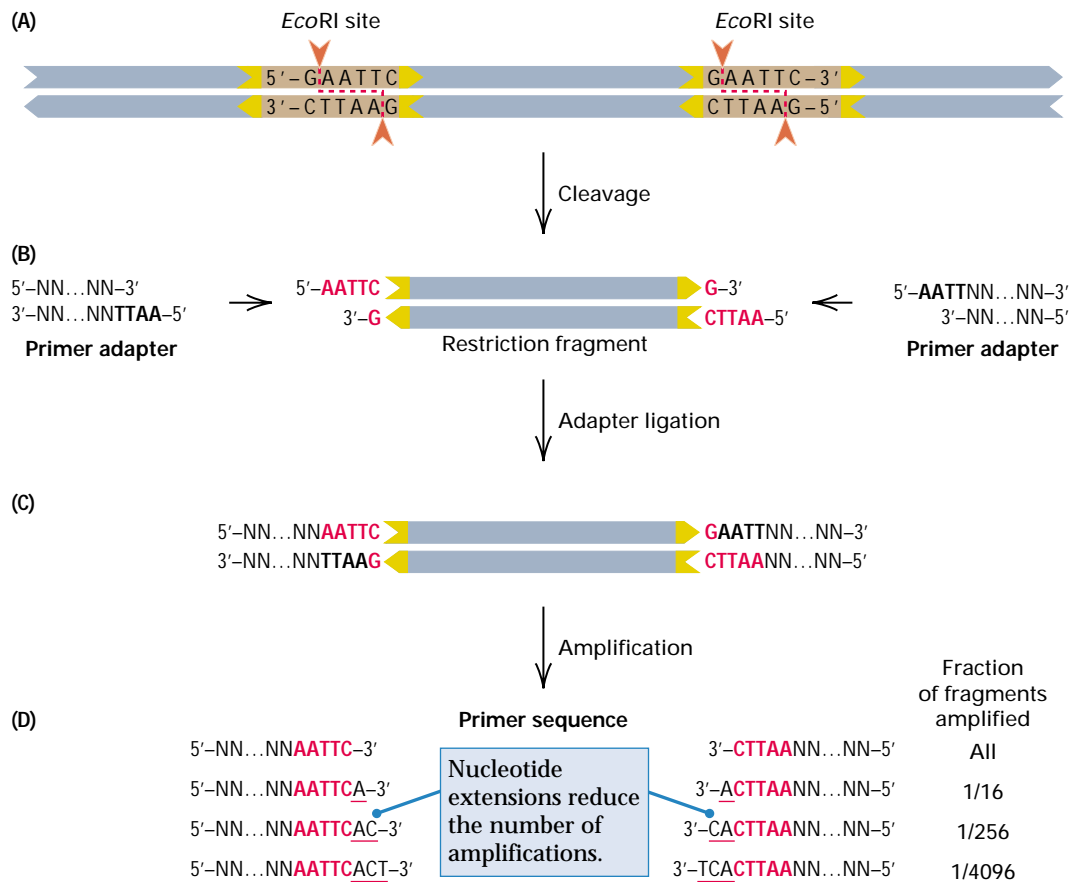 (A)
EcoRI site
EcoRI site
5′–GAATTC
GAATTC–3′
3′–CTTAAG
CTTAAG–5′
Cleavage
(B)
5′–NN…NN–3′
3′–NN…NNTTAA–5′
Primer adapter
5′-AATTC
G–3′
3′–G
CTTAA–5′
Restriction fragment
5′–AATTNN…NN–3′
3′–NN…NN–5′
Primer adapter
Adapter ligation
(C)
5′–NN…NNAATTC
GAATTNN…NN–3′
3′–NN…NNTTAAG
CTTAANN…NN–5′
Amplification
(D)
Primer sequence
Fraction
of fragments
amplified
5′–NN…NNAATTC–3′
3′–CTTAANN…NN–5′
All
5′–NN…NNAATTCA–3′
3′–ACTTAANN…NN–5′
1/16
5′–NN…NNAATTCAC–3′
3′–CACTTAANN…NN–5′
1/256
5′–NN…NNAATTCACT–3′
3′–TCACTTAANN…NN–5′
1/4096
Nucleotide
extensions reduce
the number of
amplifications.